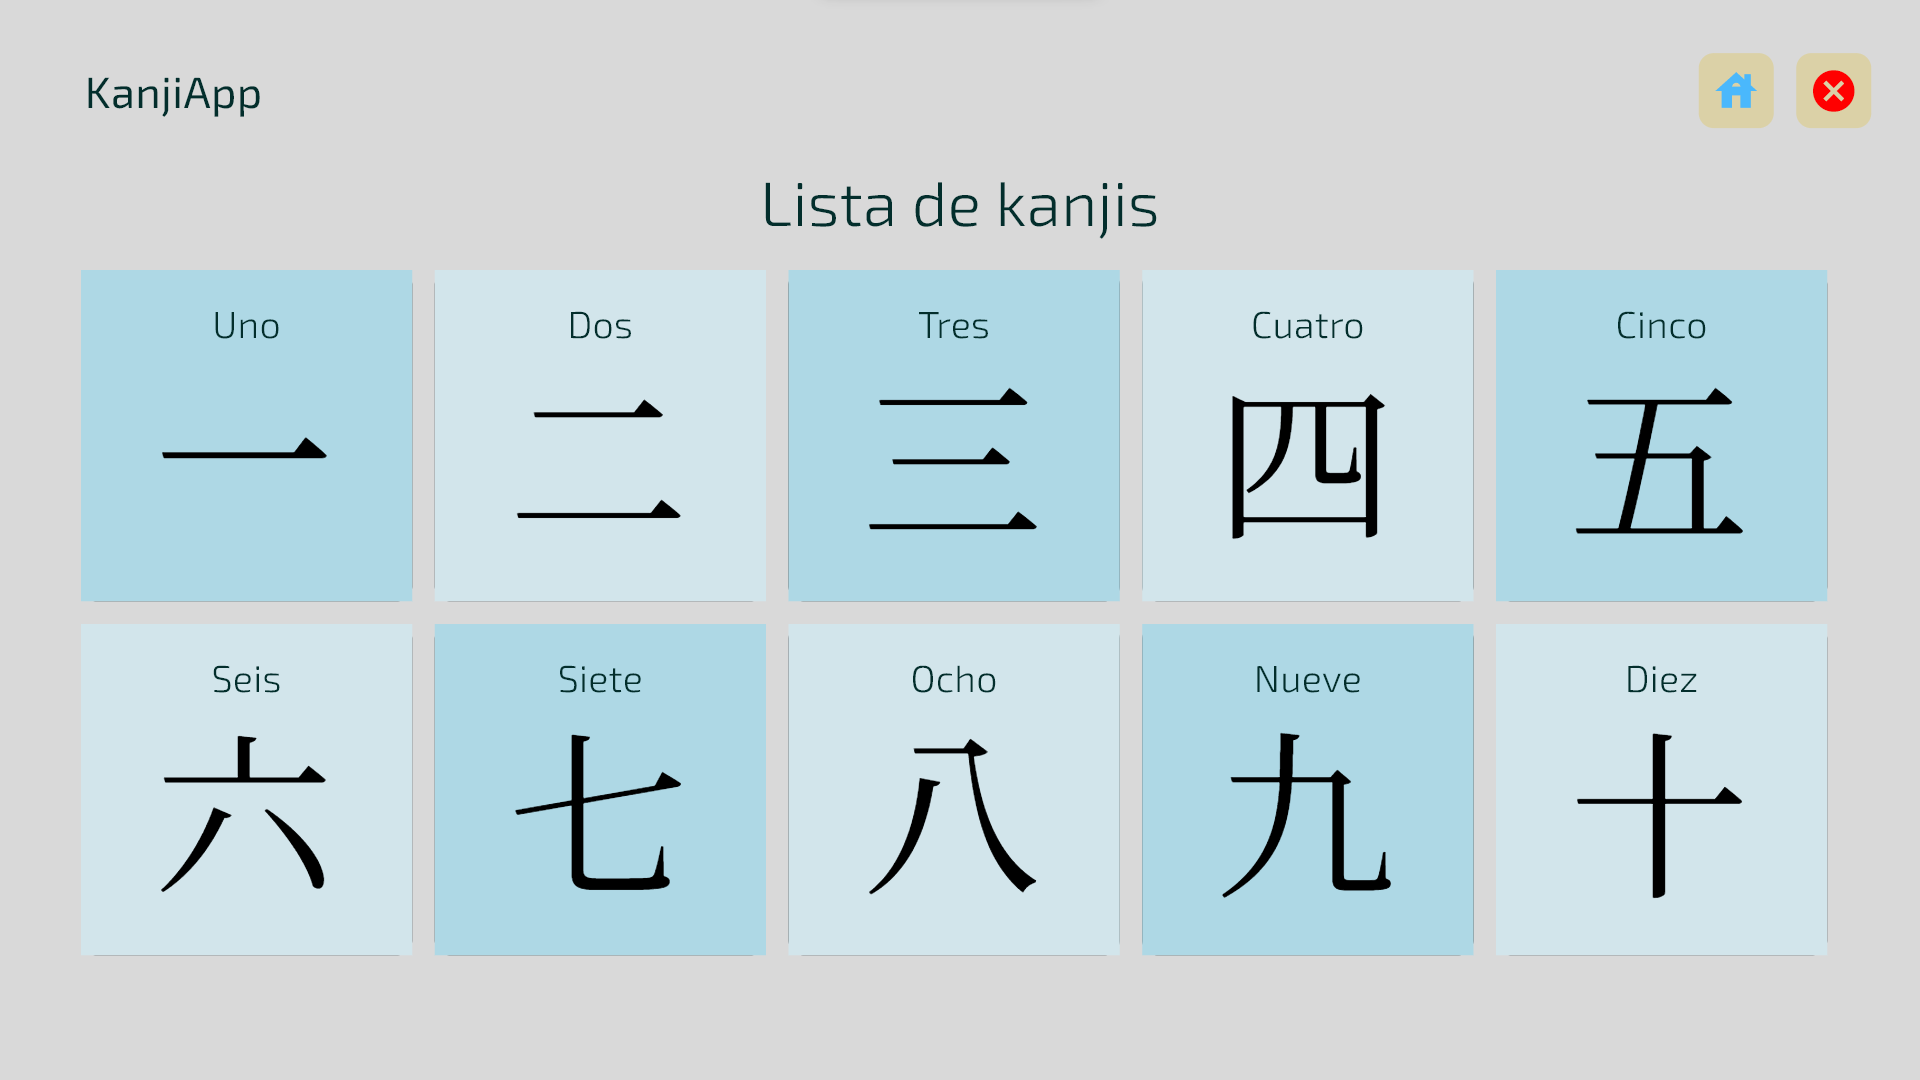 KanjiApp
Lista de kanjis
Uno
一
Dos
二
Tres
三
Cuatro
四
Cinco
五
Seis
六
Siete
七
Ocho
八
Nueve
九
Diez
十